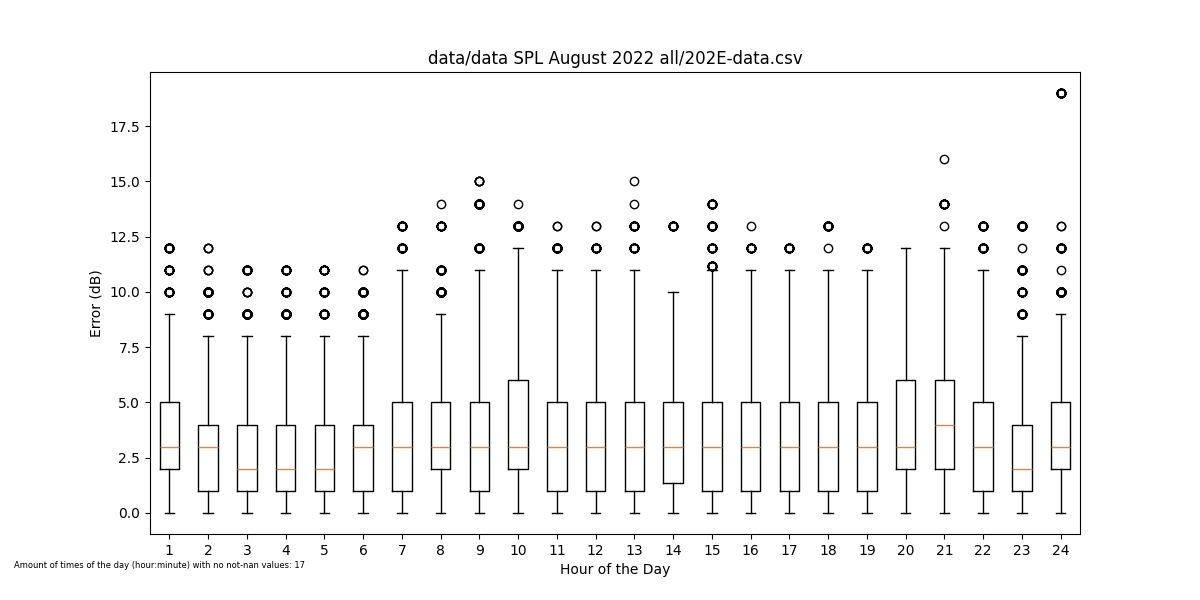 data/data SPL August 2022 all/202E-data.csv
Error (dB)
17.5
15.0
12.5
10.0
7.5
5.0
2.5
0.0
1 2 3 4 5 6 7 8 9 10 11 12 13 14 15 16 17 18 19 20 21 22 23 24
Hour of the Day
Amount of times of the day (hour:minute) with no not-nan values: 17